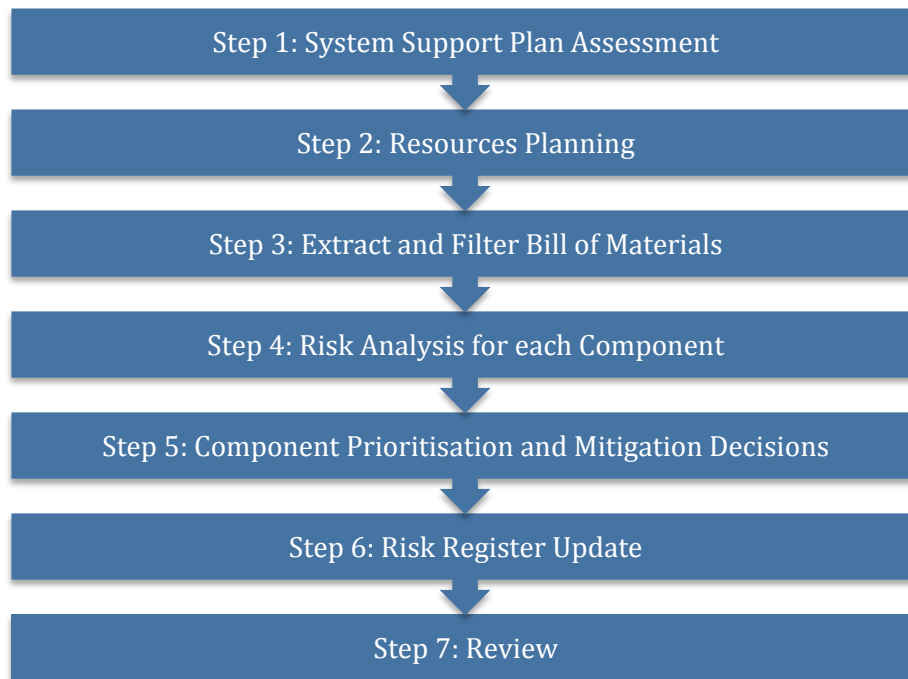 Step 1: System Support Plan Assessment
Step 2: Resources Planning
Step 3: Extract and Filter Bill of Materials
Step 4: Risk Analysis for each Component
Step 5: Component Prioritisation and Mitigation Decisions
Step 6: Risk Register Update
Step 7: Review